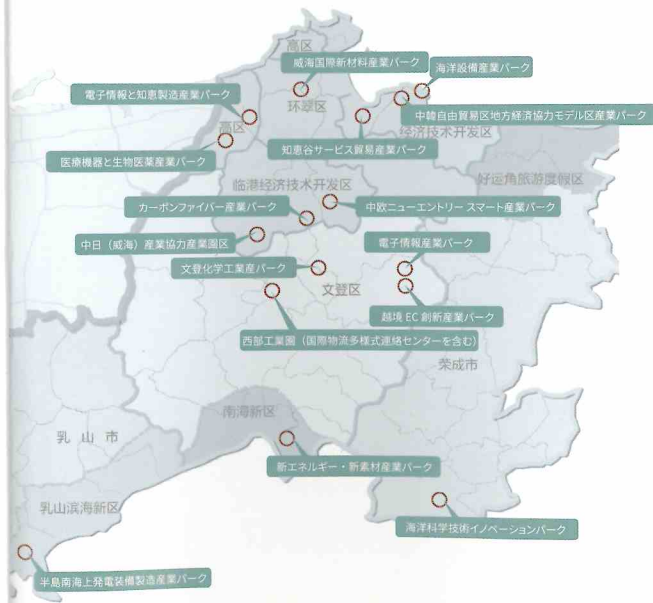 高区
威海国際新材料産業パーク
海洋設備産業パーク
電子情報と知恵製造産業パーク
环翠区
中韓自由貿易区地方経済協力モデル区産業パーク
高区
知恵谷サービス貿易産業パーク
经济技术开发区
医療機器と生物医薬産業パーク
临港经济技术开发区
好运角旅游度假区
カーボンファイバー産業パーク
中欧ニューエントリー スマート産業パーク
中日（威海）産業協力産業園区
電子情報産業パーク
文登化学工業産パーク
文登区
越境 EC 創新産業パーク
西部工業園（国際物流多様式連絡センターを含む）
荣成市
南海新区
乳山市
新エネルギー・新素材産業パーク
乳山滨海新区
海洋科学技術イノベーションパーク
半島南海上発電装備製造産業パーク